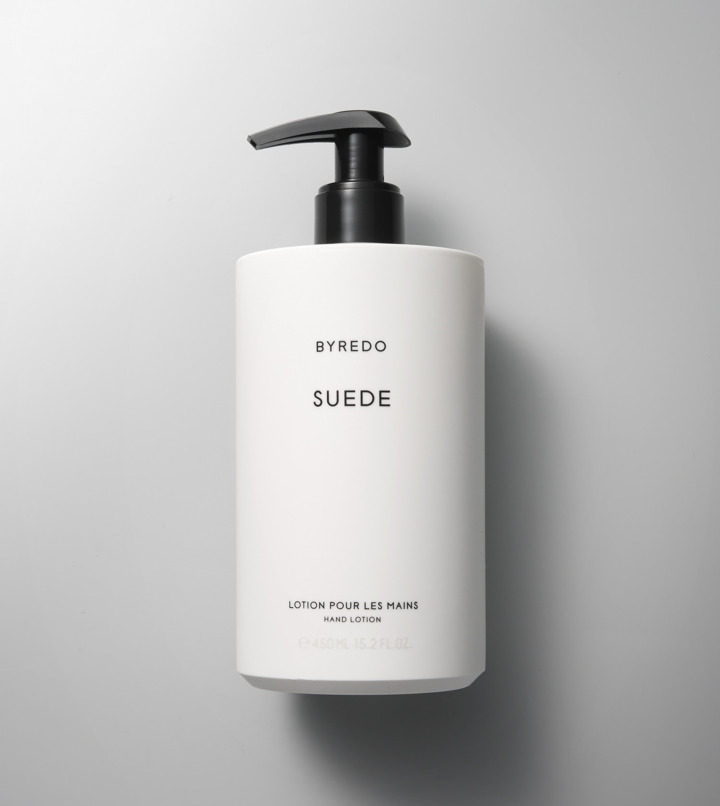 BYREDO
SUEDE
LOTION POUR LES MAINS
HAND LOTION
℮ 450 ML 15.2 FL.OZ.